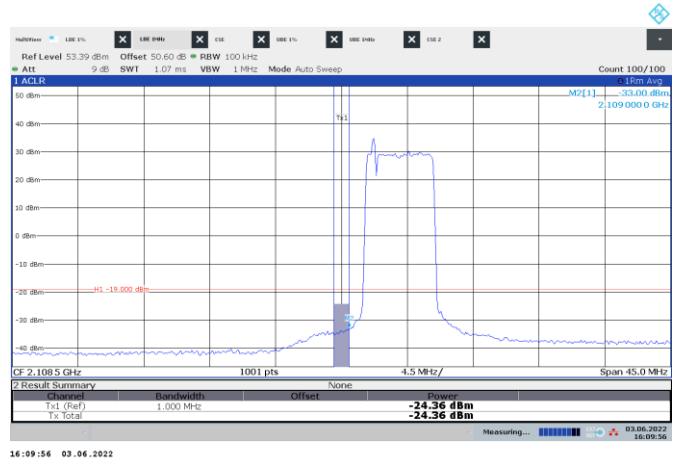 MultiView LBE 1% LBE 1MHz CSE UBE 1% UBE 1MHz CSE 2
Ref Level 53.39 dBm Offset 50.60 dB RBW 100 kHz
Att 9 dB SWT 1.07 ms VBW 1 MHz Mode Auto Sweep Count 100/100
1 ACLR 1Rm Avg
M2[1] -33.00 dBm
2.109 000 0 GHz
50 dBm
Tx1
40 dBm
30 dBm
20 dBm
10 dBm
0 dBm
-10 dBm
H1 -19.000 dBm
-20 dBm
-30 dBm
-40 dBm
CF 2.1085 GHz 1001 pts 4.5 MHz/ Span 45.0 MHz
2 Result Summary None
Channel Bandwidth Offset Power
Tx1 (Ref) 1.000 MHz -24.36 dBm
Tx Total -24.36 dBm
Measuring... 03.06.2022
16:09:56
16:09:56 03.06.2022